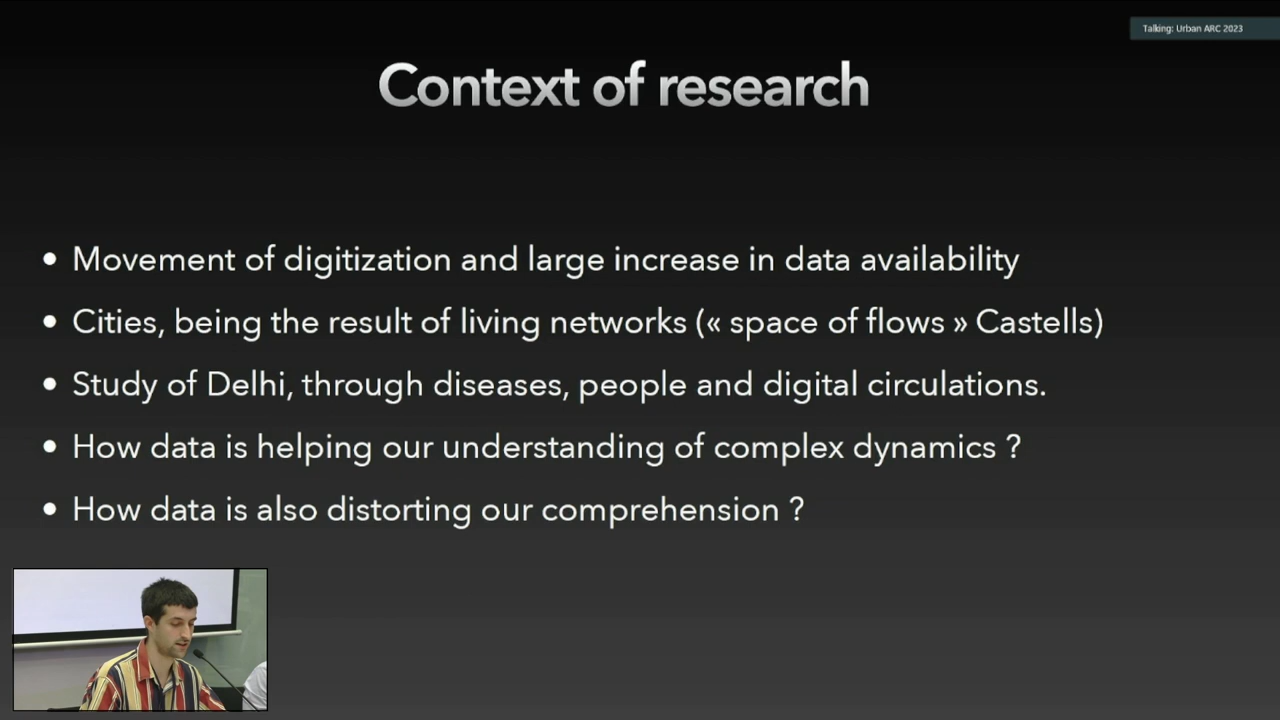 Talking: Urban ARC 2023
Context of research
• Movement of digitization and large increase in data availability
• Cities, being the result of living networks (« space of flows » Castells)
• Study of Delhi, through diseases, people and digital circulations.
• How data is helping our understanding of complex dynamics ?
• How data is also distorting our comprehension ?